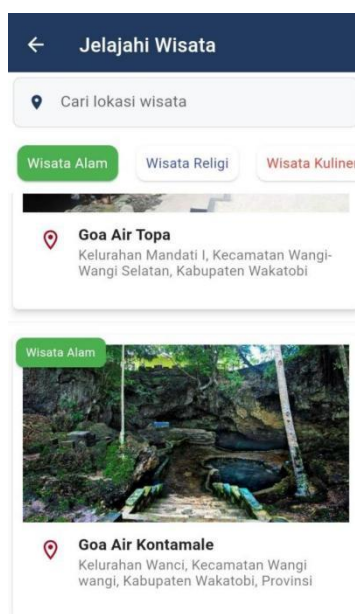 Jelajahi Wisata
Cari lokasi wisata
Wisata Alam
Wisata Religi
Wisata Kuliner
Goa Air Topa
Kelurahan Mandati I, Kecamatan Wangi-
Wangi Selatan, Kabupaten Wakatobi
Wisata Alam
Goa Air Kontamale
Kelurahan Wanci, Kecamatan Wangi
wangi, Kabupaten Wakatobi, Provinsi